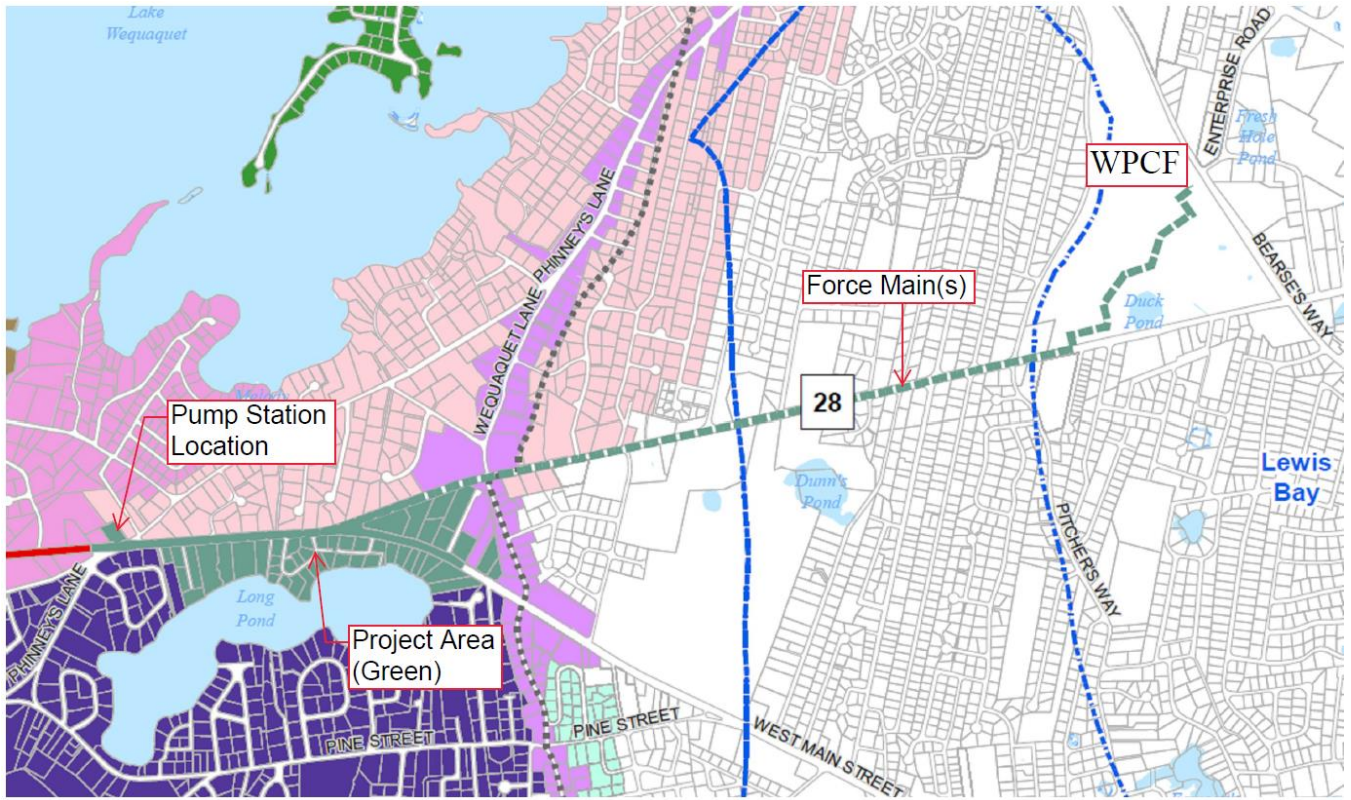 Lake
Wequaquet
ENTERPRISE ROAD
Fresh
Hole
Pond
WPCF
PHINNEY'S LANE
WEQUAQUET LANE
BEARSE'S WAY
Force Main(s)
Duck
Pond
28
Pump Station
Location
Dunn's
Pond
Lewis
Bay
PITCHER'S WAY
Long
Pond
PHINNEY'S LANE
Project Area
(Green)
PINE STREET
PINE STREET
WEST MAIN STREET